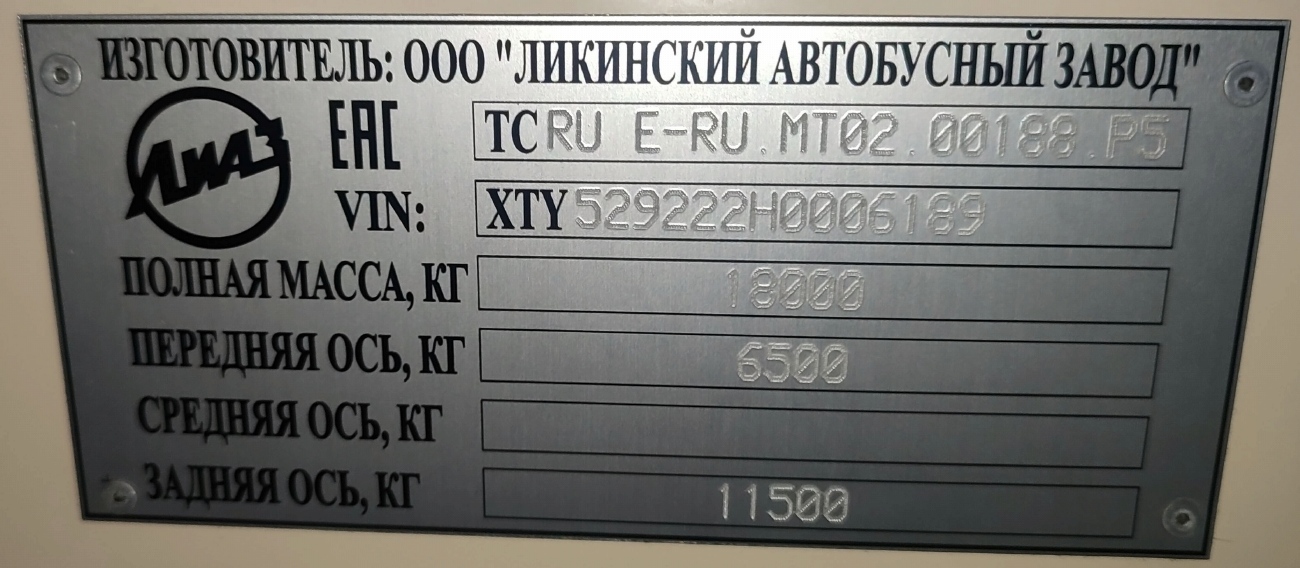 ИЗГОТОВИТЕЛЬ: ООО "ЛИКИНСКИЙ АВТОБУСНЫЙ ЗАВОД"
ЛиАЗ
ЕАС
ТС RU E-RU.MT02.00188.P5
VIN: XTY529222H0006189
ПОЛНАЯ МАССА, КГ 18000
ПЕРЕДНЯЯ ОСЬ, КГ 6500
СРЕДНЯЯ ОСЬ, КГ
ЗАДНЯЯ ОСЬ, КГ 11500